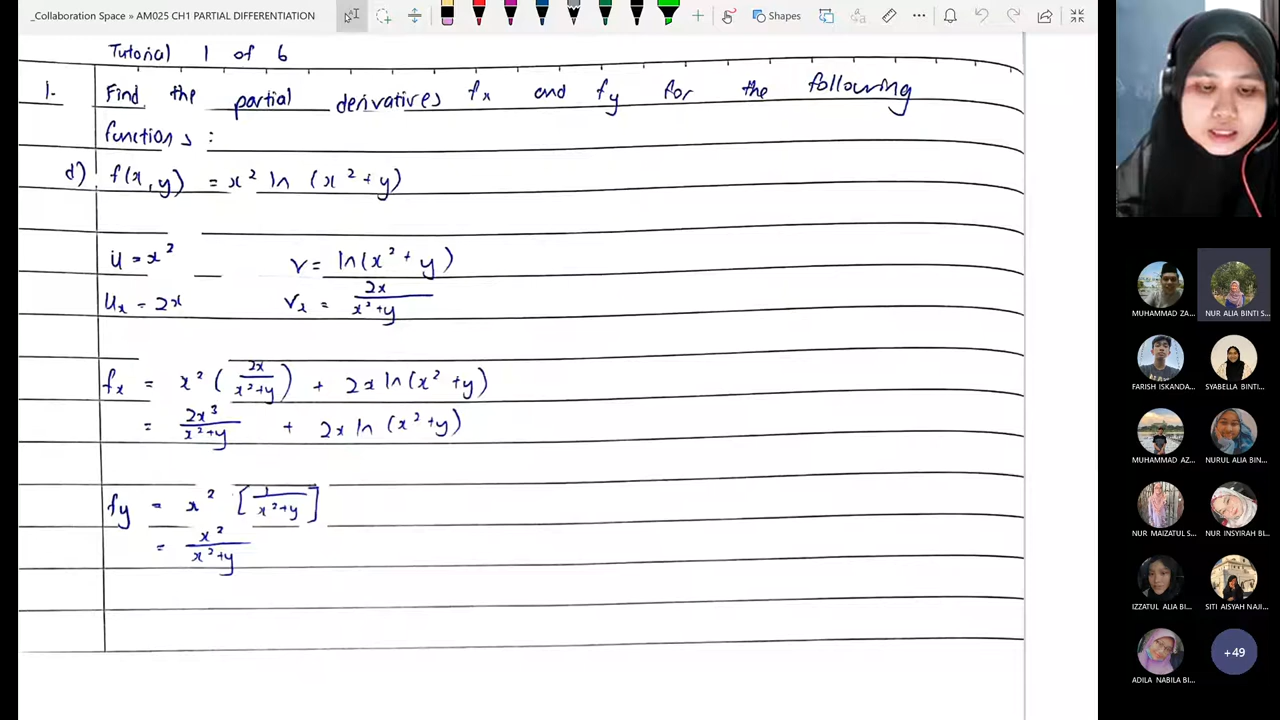 _Collaboration Space » AM025 CH1 PARTIAL DIFFERENTIATION
Shapes
Tutorial 1 of 6
1. Find the partial derivatives fx and fy for the following
functions :
d) f(x,y) = x² ln (x² + y)
u = x² v = ln(x² + y)
ux = 2x vx = 2x/(x²+y)
fx = x² (2x/(x²+y)) + 2x ln(x² + y)
= 2x³/(x²+y) + 2x ln (x²+y)
fy = x² [1/(x²+y)]
= x²/(x²+y)
MUHAMMAD ZA... NUR ALIA BINTI S...
FARISH ISKANDA... SYABELLA BINTI...
MUHAMMAD AZ... NURUL ALIA BIN...
NUR MAIZATUL S... NUR INSYIRAH BI...
IZZATUL ALIA BI... SITI AISYAH NAJI...
ADILA NABILA BI... +49